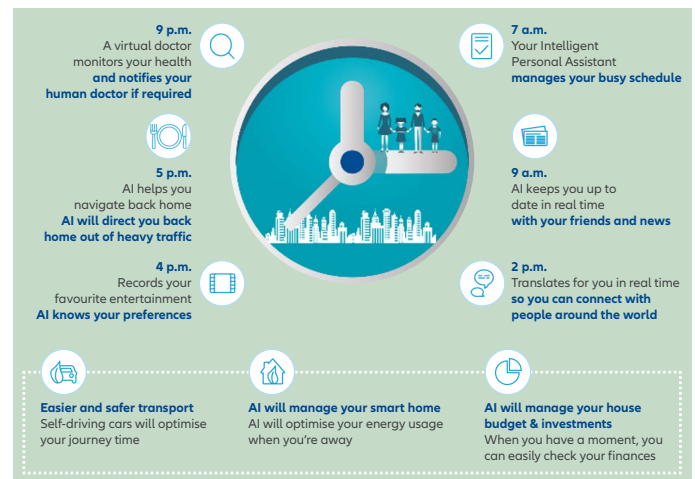 9 p.m.
A virtual doctor
monitors your health
and notifies your
human doctor if required
5 p.m.
AI helps you
navigate back home
AI will direct you back
home out of heavy traffic
4 p.m.
Records your
favourite entertainment
AI knows your preferences
7 a.m.
Your Intelligent
Personal Assistant
manages your busy schedule
9 a.m.
AI keeps you up to
date in real time
with your friends and news
2 p.m.
Translates for you in real time
so you can connect with
people around the world
Easier and safer transport
Self-driving cars will optimise
your journey time
AI will manage your smart home
AI will optimise your energy usage
when you're away
AI will manage your house
budget & investments
When you have a moment, you
can easily check your finances